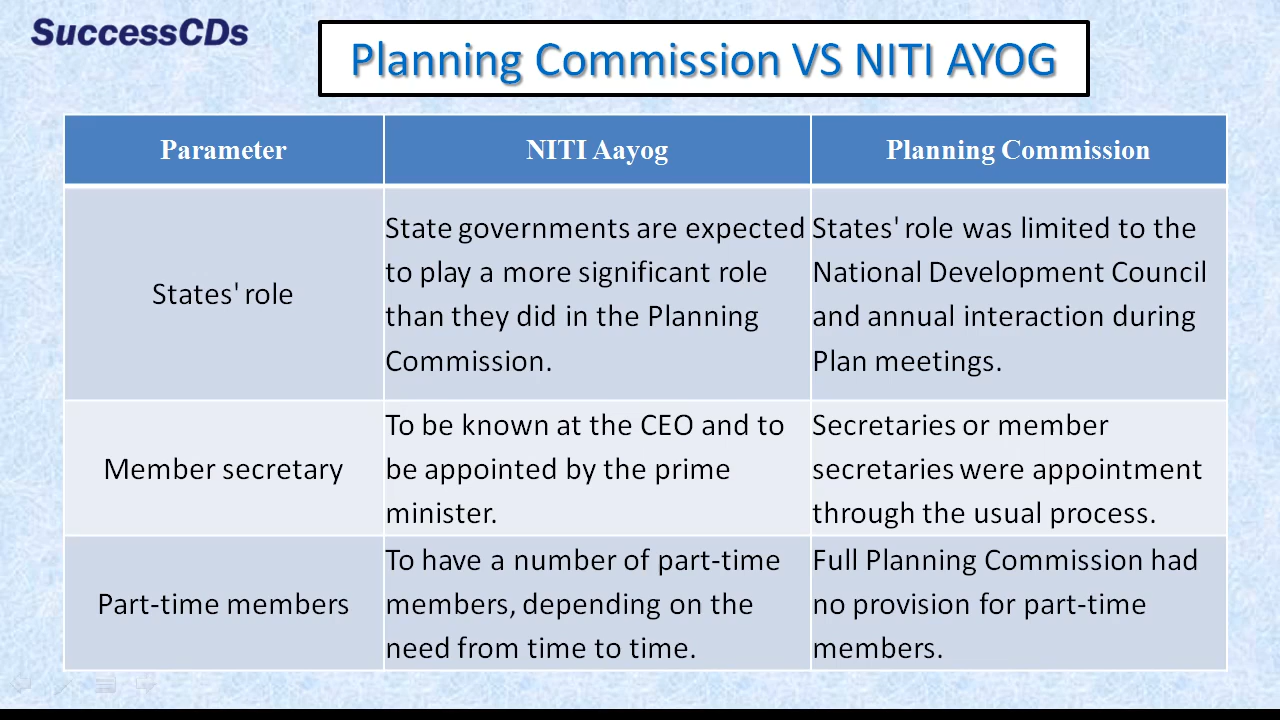 SuccessCDs
Planning Commission VS NITI AYOG
Parameter
NITI Aayog
Planning Commission
States' role
State governments are expected
to play a more significant role
than they did in the Planning
Commission.
States' role was limited to the
National Development Council
and annual interaction during
Plan meetings.
Member secretary
To be known at the CEO and to
be appointed by the prime
minister.
Secretaries or member
secretaries were appointment
through the usual process.
Part-time members
To have a number of part-time
members, depending on the
need from time to time.
Full Planning Commission had
no provision for part-time
members.